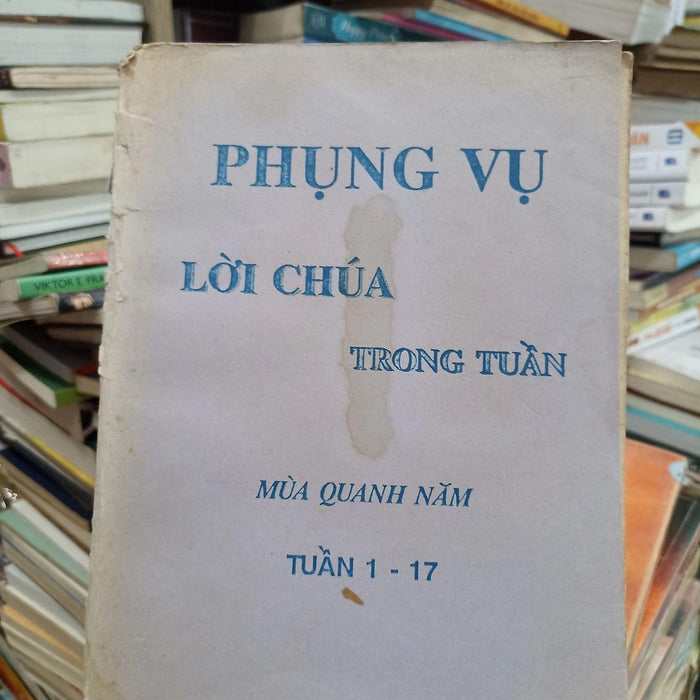 PHỤNG VỤ
LỜI CHÚA
TRONG TUẦN
MÙA QUANH NĂM
TUẦN 1 - 17
VIKTOR E FRA